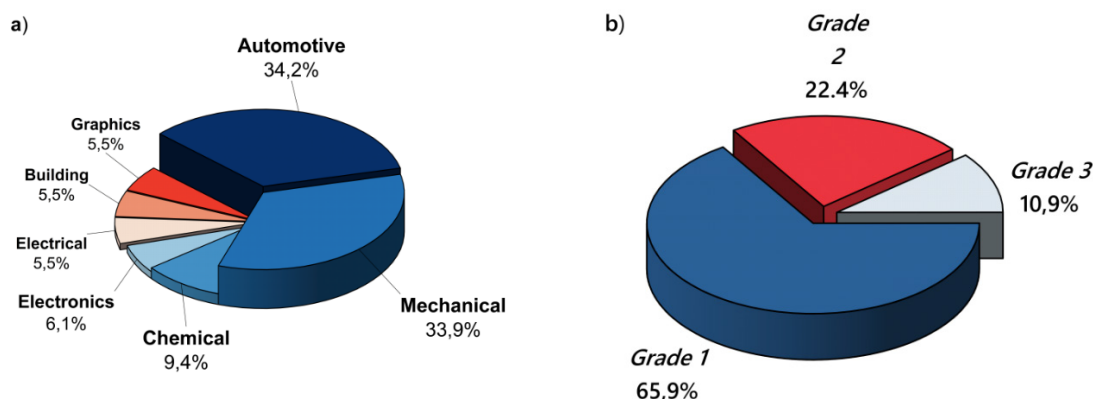 a)
Automotive
34,2%
Graphics
5,5%
Building
5,5%
Electrical
5,5%
Electronics
6,1%
Chemical
9,4%
Mechanical
33,9%
b)
Grade
2
22.4%
Grade 3
10,9%
Grade 1
65,9%